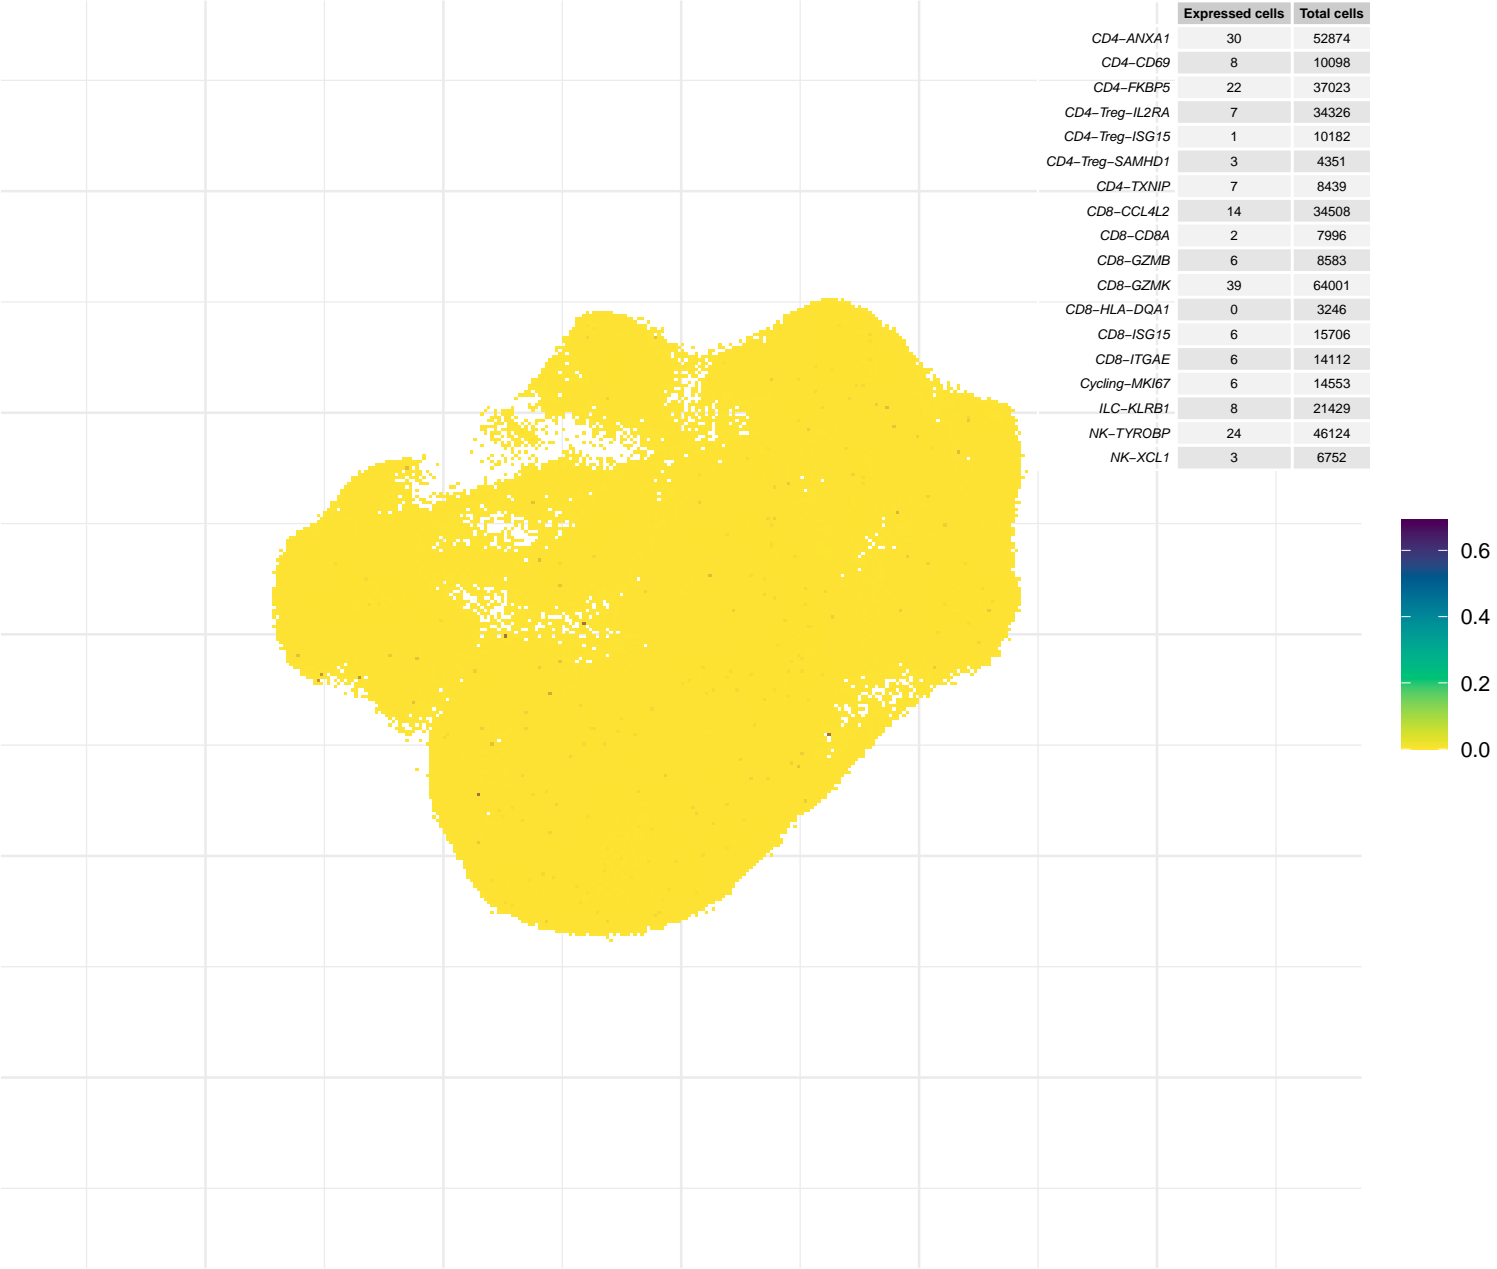 Expressed cells Total cells
CD4−ANXA1 30 52874
CD4−CD69 8 10098
CD4−FKBP5 22 37023
CD4−Treg−IL2RA 7 34326
CD4−Treg−ISG15 1 10182
CD4−Treg−SAMHD1 3 4351
CD4−TXNIP 7 8439
CD8−CCL4L2 14 34508
CD8−CD8A 2 7996
CD8−GZMB 6 8583
CD8−GZMK 39 64001
CD8−HLA−DQA1 0 3246
CD8−ISG15 6 15706
CD8−ITGAE 6 14112
Cycling−MKI67 6 14553
ILC−KLRB1 8 21429
NK−TYROBP 24 46124
NK−XCL1 3 6752
0.6
0.4
0.2
0.0